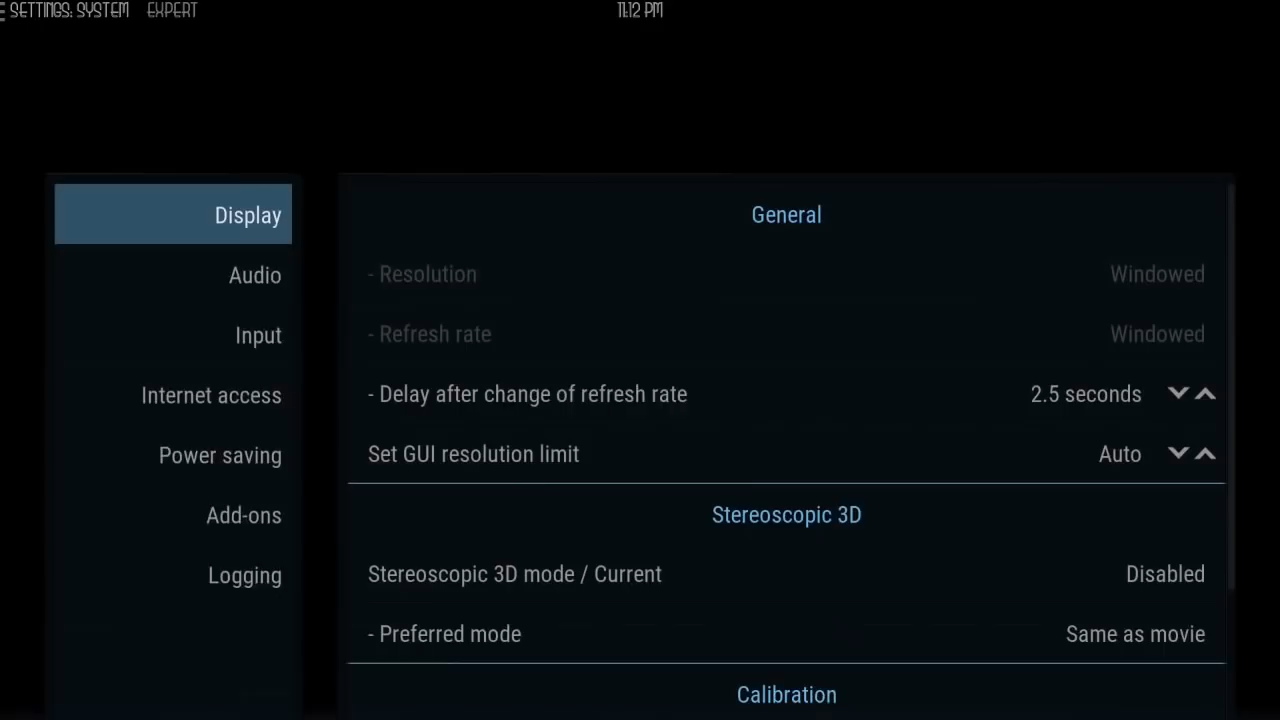 SETTINGS: SYSTEM EXPERT
11:12 PM
Display
Audio
Input
Internet access
Power saving
Add-ons
Logging
General
- Resolution Windowed
- Refresh rate Windowed
- Delay after change of refresh rate 2.5 seconds
Set GUI resolution limit Auto
Stereoscopic 3D
Stereoscopic 3D mode / Current Disabled
- Preferred mode Same as movie
Calibration